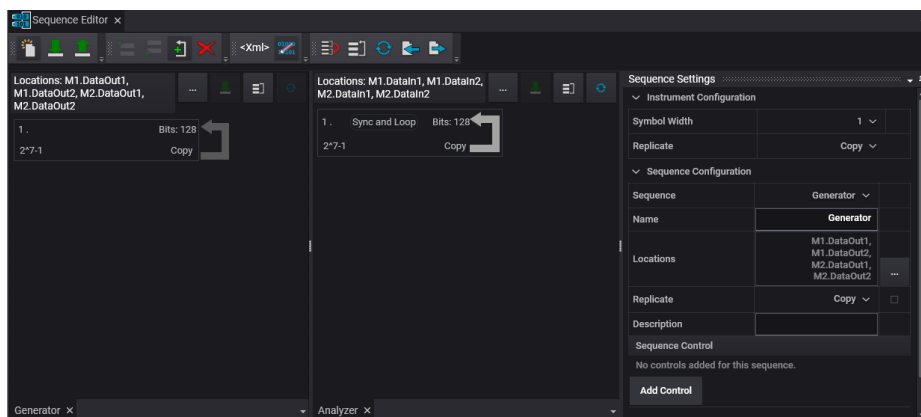 Sequence Editor ×
<Xml>
Locations: M1.DataOut1,
M1.DataOut2, M2.DataOut1,
M2.DataOut2
...
1 .
Bits: 128
2^7-1
Copy
Generator ×
Locations: M1.DataIn1, M1.DataIn2,
M2.DataIn1, M2.DataIn2
...
1 .
Sync and Loop
Bits: 128
2^7-1
Copy
Analyzer ×
Sequence Settings
Instrument Configuration
Symbol Width
1
Replicate
Copy
Sequence Configuration
Sequence
Generator
Name
Generator
Locations
M1.DataOut1,
M1.DataOut2,
M2.DataOut1,
M2.DataOut2
...
Replicate
Copy
Description
Sequence Control
No controls added for this sequence.
Add Control